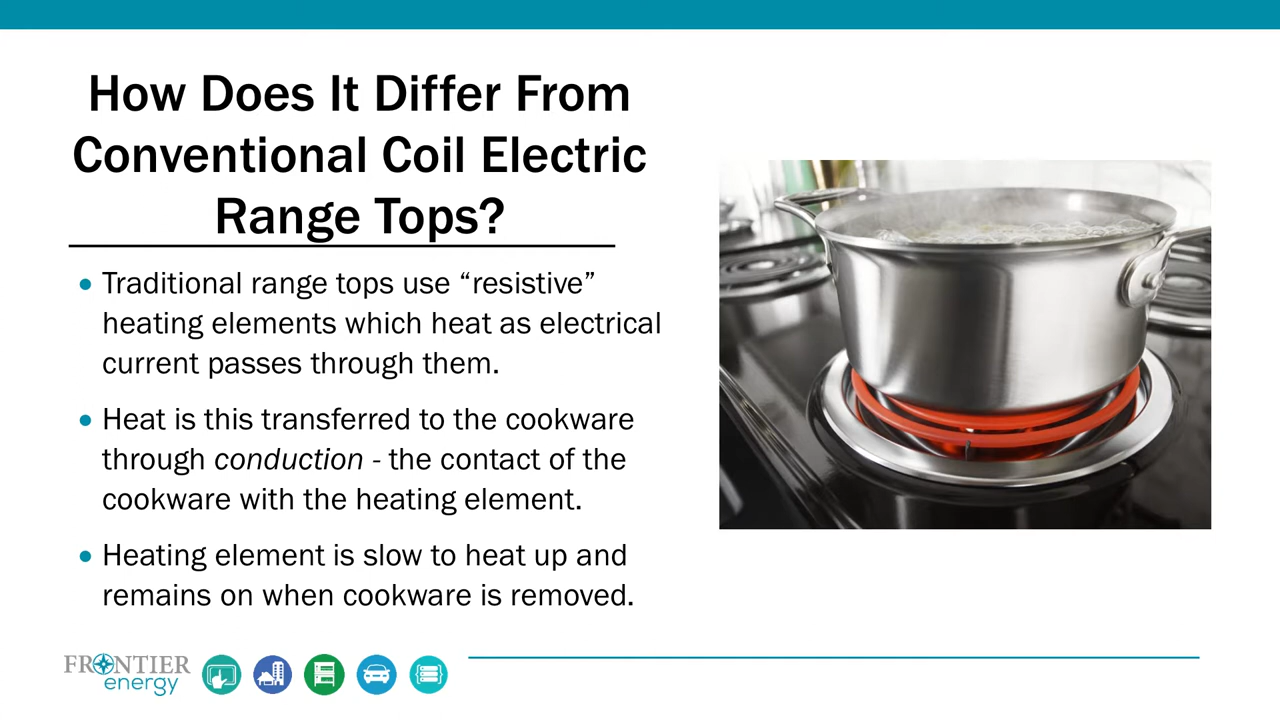 How Does It Differ From
Conventional Coil Electric
Range Tops?
• Traditional range tops use “resistive”
heating elements which heat as electrical
current passes through them.
• Heat is this transferred to the cookware
through conduction - the contact of the
cookware with the heating element.
• Heating element is slow to heat up and
remains on when cookware is removed.
FRONTIER
energy